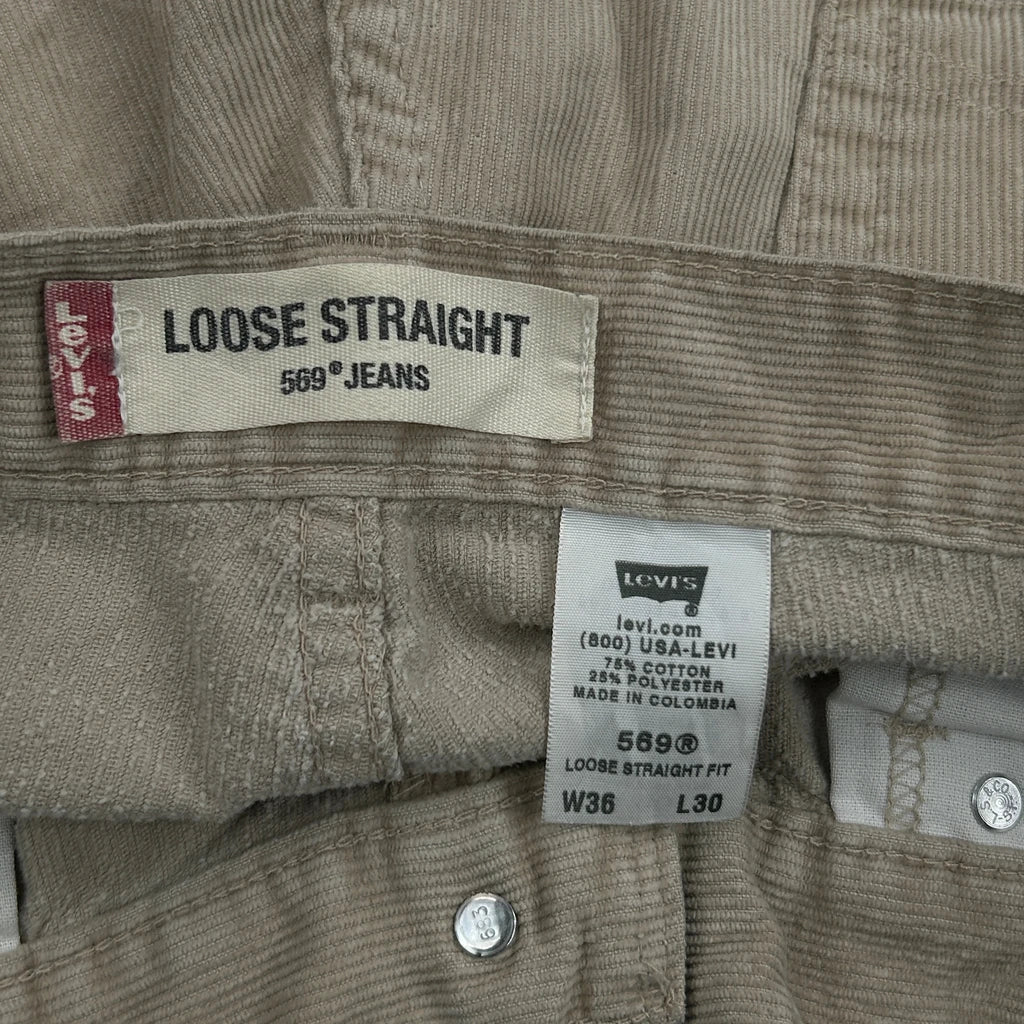 Levi's
LOOSE STRAIGHT
569® JEANS
Levi's
®
levi.com
(800) USA-LEVI
75% COTTON
25% POLYESTER
MADE IN COLOMBIA
569®
LOOSE STRAIGHT FIT
W36 L30
683